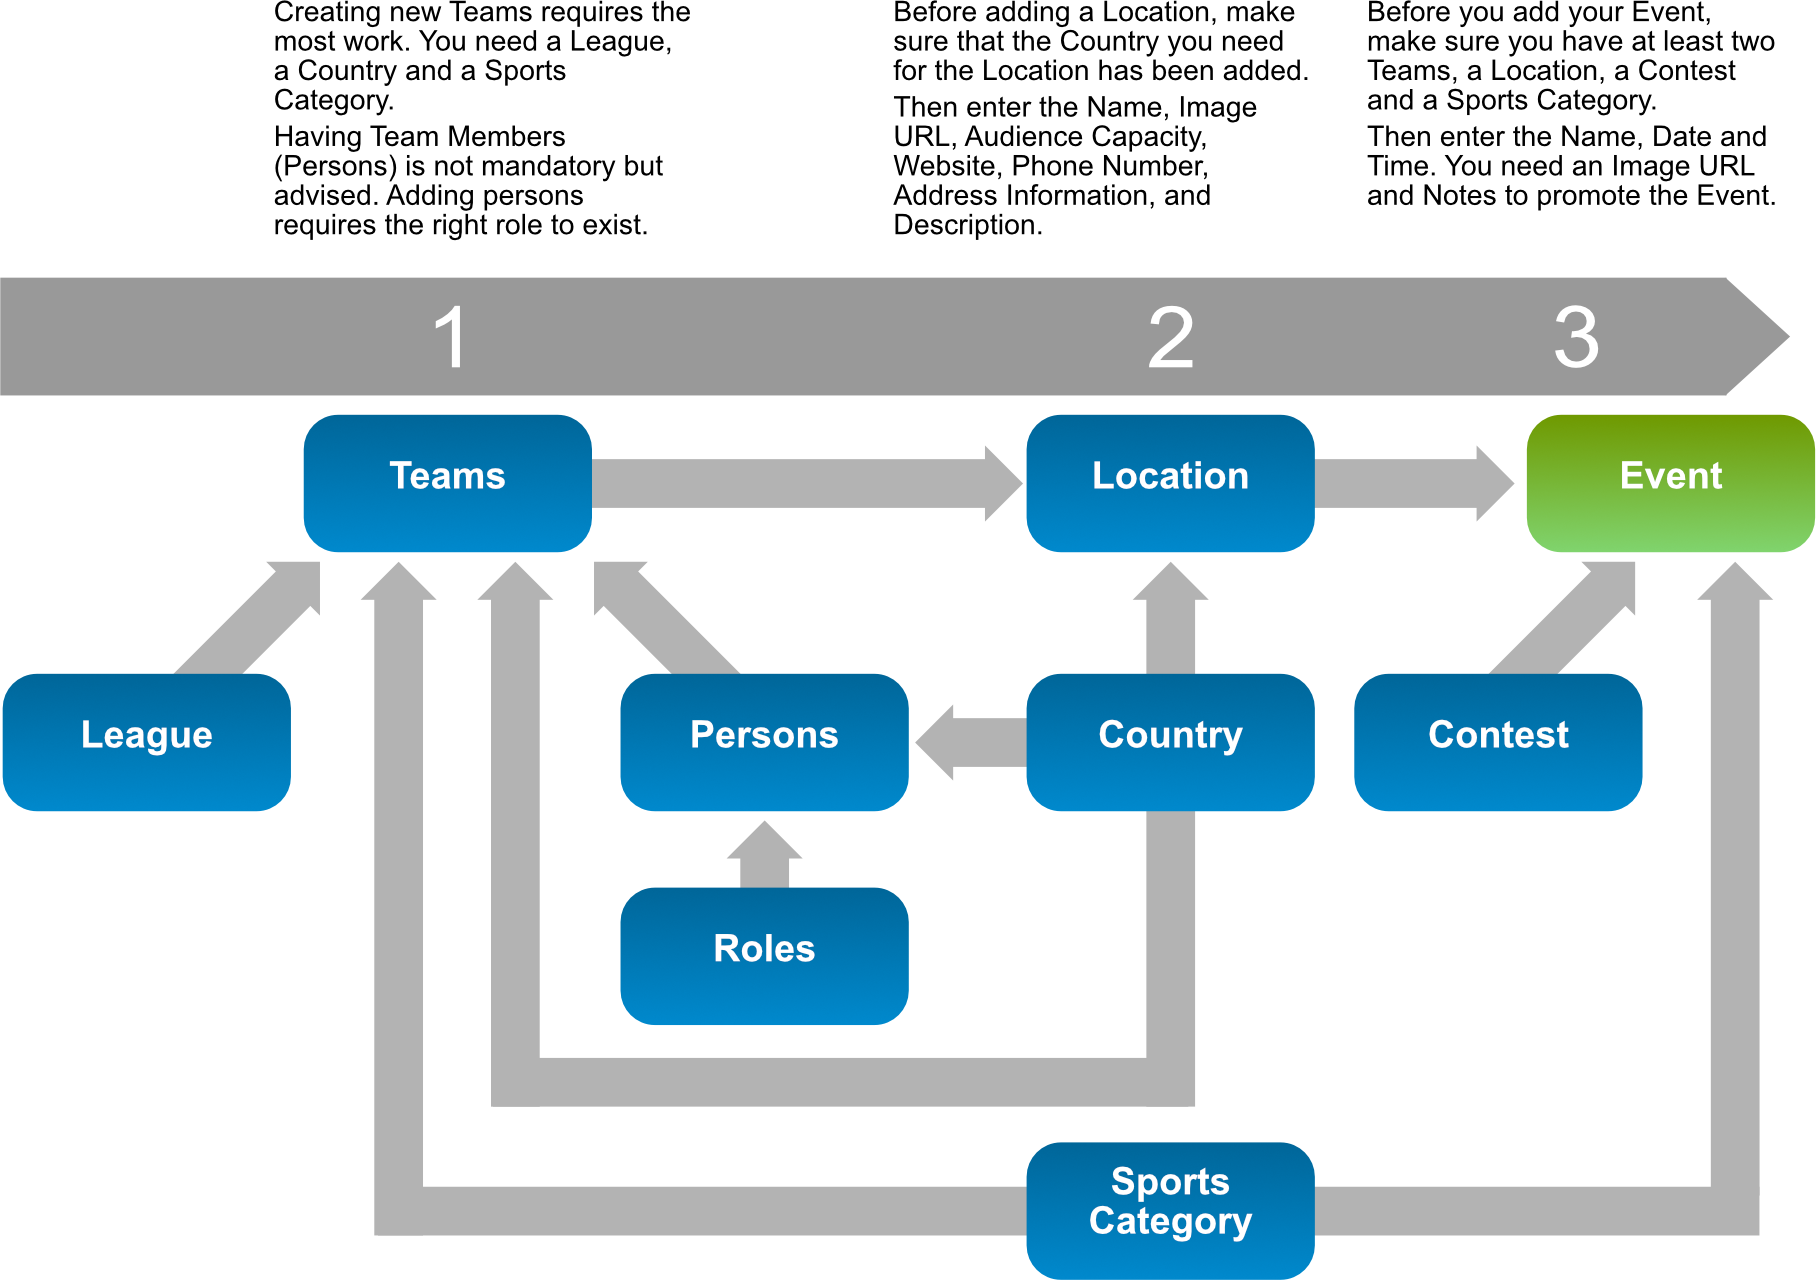 Creating new Teams requires the
most work. You need a League,
a Country and a Sports
Category.
Having Team Members
(Persons) is not mandatory but
advised. Adding persons
requires the right role to exist.
Before adding a Location, make
sure that the Country you need
for the Location has been added.
Then enter the Name, Image
URL, Audience Capacity,
Website, Phone Number,
Address Information, and
Description.
Before you add your Event,
make sure you have at least two
Teams, a Location, a Contest
and a Sports Category.
Then enter the Name, Date and
Time. You need an Image URL
and Notes to promote the Event.
1
2
3
Teams
Location
Event
League
Persons
Country
Contest
Roles
Sports
Category